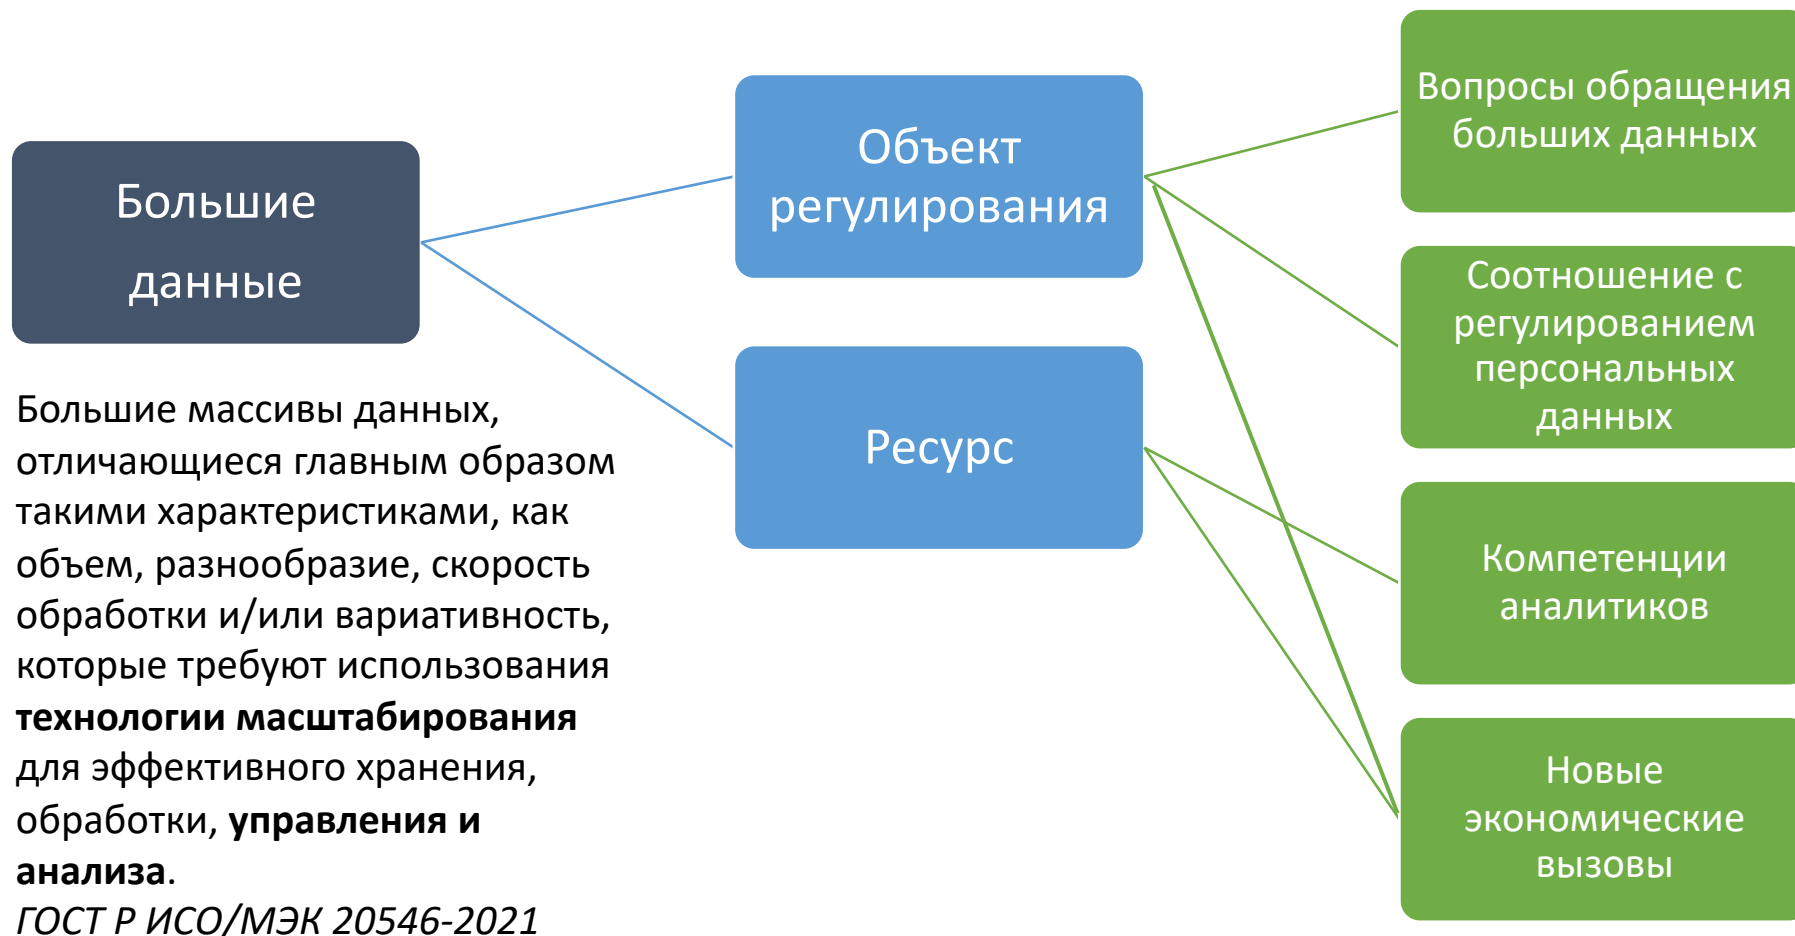 Большие
данные
Объект
регулирования
Ресурс
Вопросы обращения
больших данных
Соотношение с
регулированием
персональных
данных
Компетенции
аналитиков
Новые
экономические
вызовы
Большие массивы данных,
отличающиеся главным образом
такими характеристиками, как
объем, разнообразие, скорость
обработки и/или вариативность,
которые требуют использования
технологии масштабирования
для эффективного хранения,
обработки, управления и
анализа.
ГОСТ Р ИСО/МЭК 20546-2021